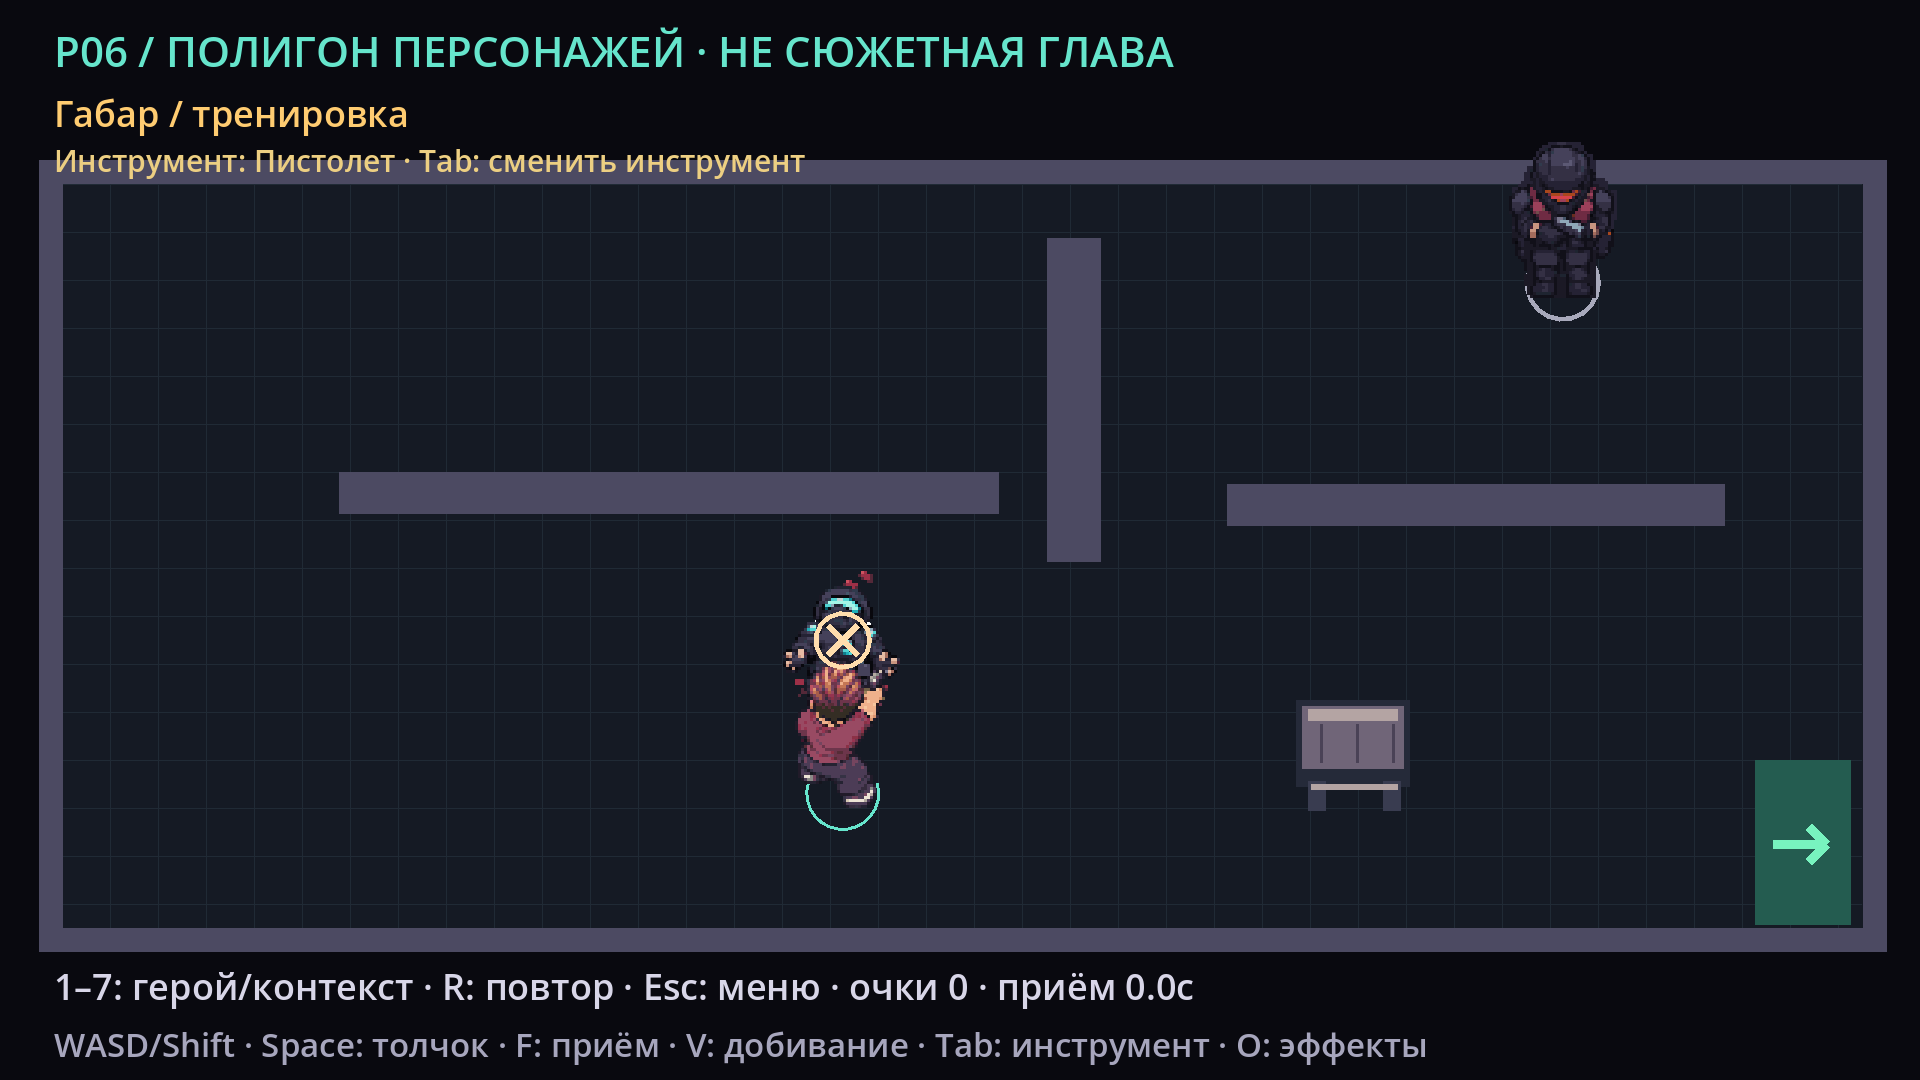 P06 / ПОЛИГОН ПЕРСОНАЖЕЙ · НЕ СЮЖЕТНАЯ ГЛАВА
Габар / тренировка
Инструмент: Пистолет · Tab: сменить инструмент
1–7: герой/контекст · R: повтор · Esc: меню · очки 0 · приём 0.0с
WASD/Shift · Space: толчок · F: приём · V: добивание · Tab: инструмент · O: эффекты